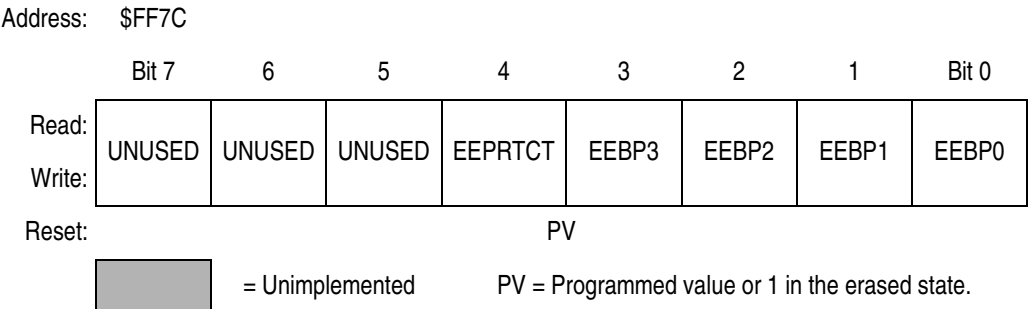 Address: $FF7C
Bit 7 6 5 4 3 2 1 Bit 0
Read:
UNUSED UNUSED UNUSED EEPRTCT EEBP3 EEBP2 EEBP1 EEBP0
Write:
Reset: PV
= Unimplemented PV = Programmed value or 1 in the erased state.